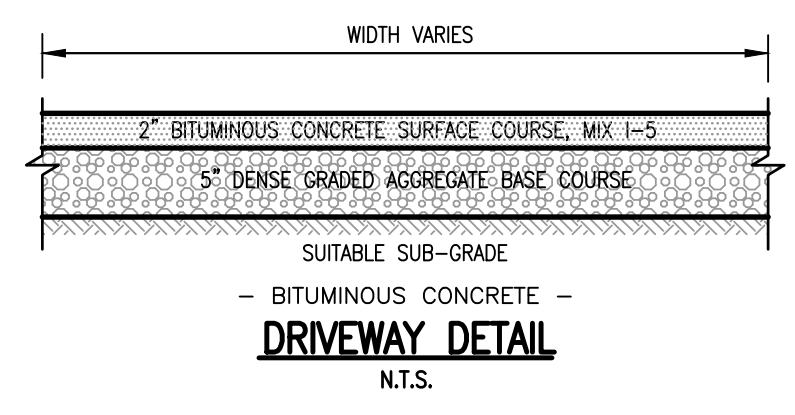 WIDTH VARIES
2" BITUMINOUS CONCRETE SURFACE COURSE, MIX I-5
5" DENSE GRADED AGGREGATE BASE COURSE
SUITABLE SUB-GRADE
- BITUMINOUS CONCRETE -
DRIVEWAY DETAIL
N.T.S.